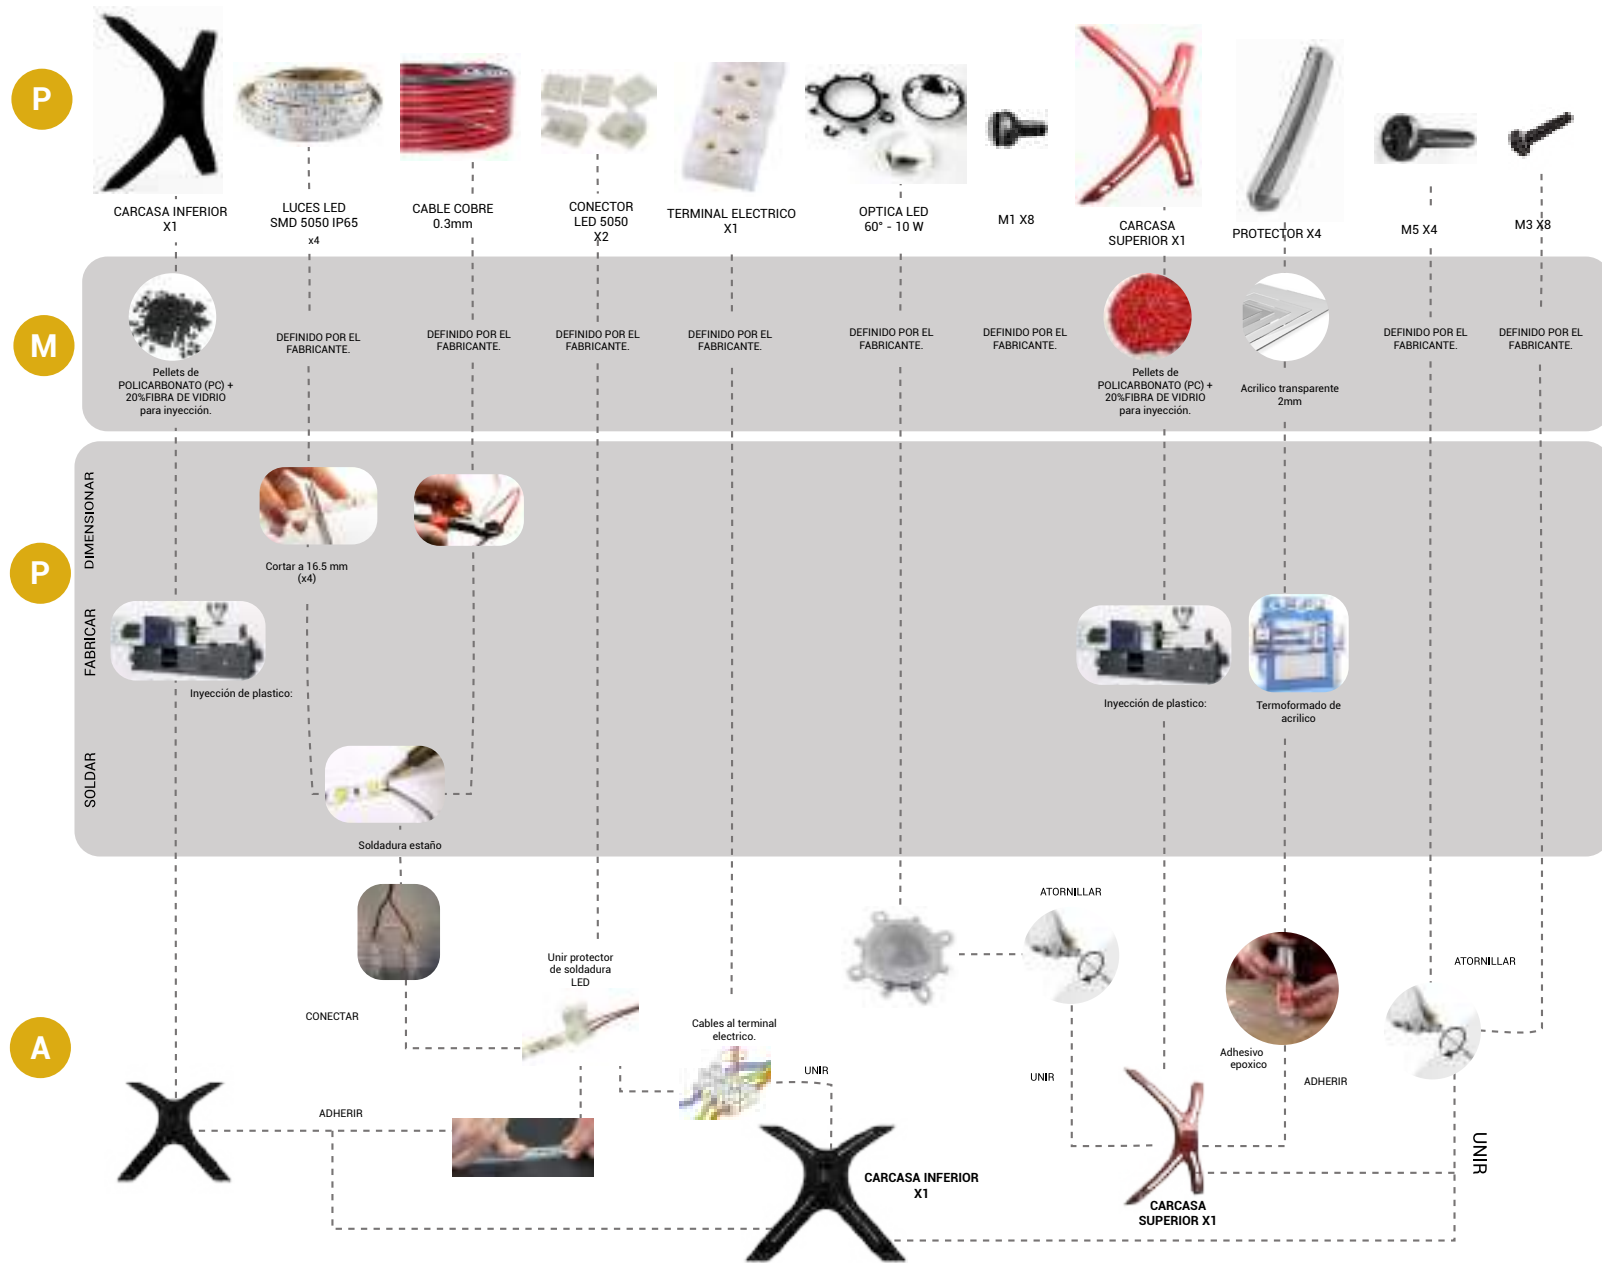 P
CARCASA INFERIOR
X1
LUCES LED
SMD 5050 IP65
x4
CABLE COBRE
0.3mm
CONECTOR
LED 5050
X2
TERMINAL ELECTRICO
X1
OPTICA LED
60° - 10 W
M1 X8
CARCASA
SUPERIOR X1
PROTECTOR X4
M5 X4
M3 X8
M
Pellets de
POLICARBONATO (PC) +
20%FIBRA DE VIDRIO
para inyección.
DEFINIDO POR EL
FABRICANTE.
DEFINIDO POR EL
FABRICANTE.
DEFINIDO POR EL
FABRICANTE.
DEFINIDO POR EL
FABRICANTE.
DEFINIDO POR EL
FABRICANTE.
DEFINIDO POR EL
FABRICANTE.
Pellets de
POLICARBONATO (PC) +
20%FIBRA DE VIDRIO
para inyección.
Acrilico transparente
2mm
DEFINIDO POR EL
FABRICANTE.
DEFINIDO POR EL
FABRICANTE.
P
DIMENSIONAR
Cortar a 16.5 mm
(x4)
FABRICAR
Inyección de plastico:
Inyección de plastico:
Termoformado de
acrilico
SOLDAR
Soldadura estaño
A
CONECTAR
Unir protector
de soldadura
LED
Cables al terminal
electrico.
UNIR
ADHERIR
CARCASA INFERIOR
X1
ATORNILLAR
UNIR
Adhesivo
epoxico
ADHERIR
ATORNILLAR
CARCASA
SUPERIOR X1
UNIR